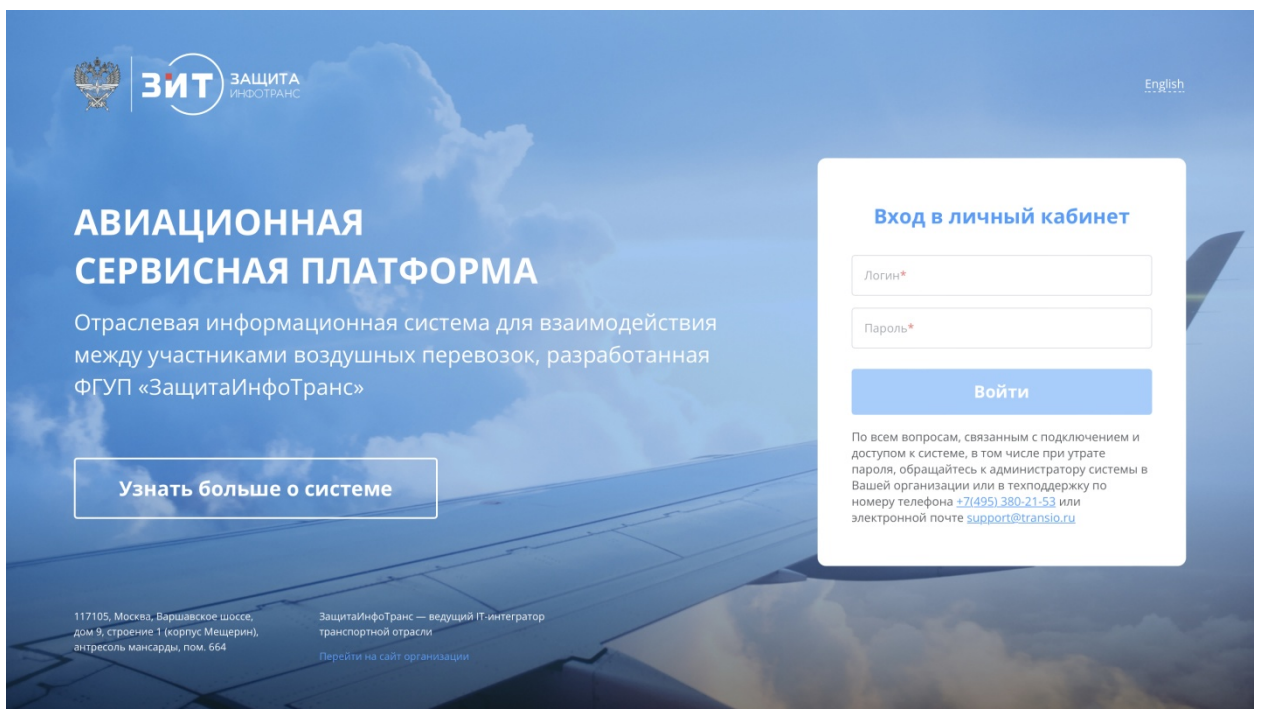 ЗИТ ЗАЩИТА
ИНФОТРАНС
English
АВИАЦИОННАЯ
СЕРВИСНАЯ ПЛАТФОРМА
Отраслевая информационная система для взаимодействия
между участниками воздушных перевозок, разработанная
ФГУП «ЗащитаИнфоТранс»
Узнать больше о системе
Вход в личный кабинет
Логин*
Пароль*
Войти
По всем вопросам, связанным с подключением и
доступом к системе, в том числе при утрате
пароля, обращайтесь к администратору системы в
Вашей организации или в техподдержку по
номеру телефона +7(495) 380-21-53 или
электронной почте support@transio.ru
117105, Москва, Варшавское шоссе,
дом 9, строение 1 (корпус Мещерин),
антресоль мансарды, пом. 664
ЗащитаИнфоТранс — ведущий IT-интегратор
транспортной отрасли
Перейти на сайт организации